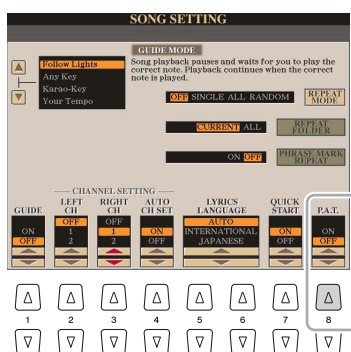 SONG SETTING
GUIDE MODE
Follow Lights
Any Key
Karao-Key
Your Tempo
Song playback pauses and waits for you to play the
correct note. Playback continues when the correct
note is played.
OFF SINGLE ALL RANDOM
REPEAT
MODE
CURRENT ALL
REPEAT
FOLDER
ON OFF
PHRASE MARK
REPEAT
CHANNEL SETTING
GUIDE
LEFT
CH
RIGHT
CH
AUTO
CH SET
LYRICS
LANGUAGE
QUICK
START
P.A.T.
ON
OFF
OFF
1
2
OFF
1
2
ON
OFF
AUTO
INTERNATIONAL
JAPANESE
ON
OFF
ON
OFF
1 2 3 4 5 6 7 8